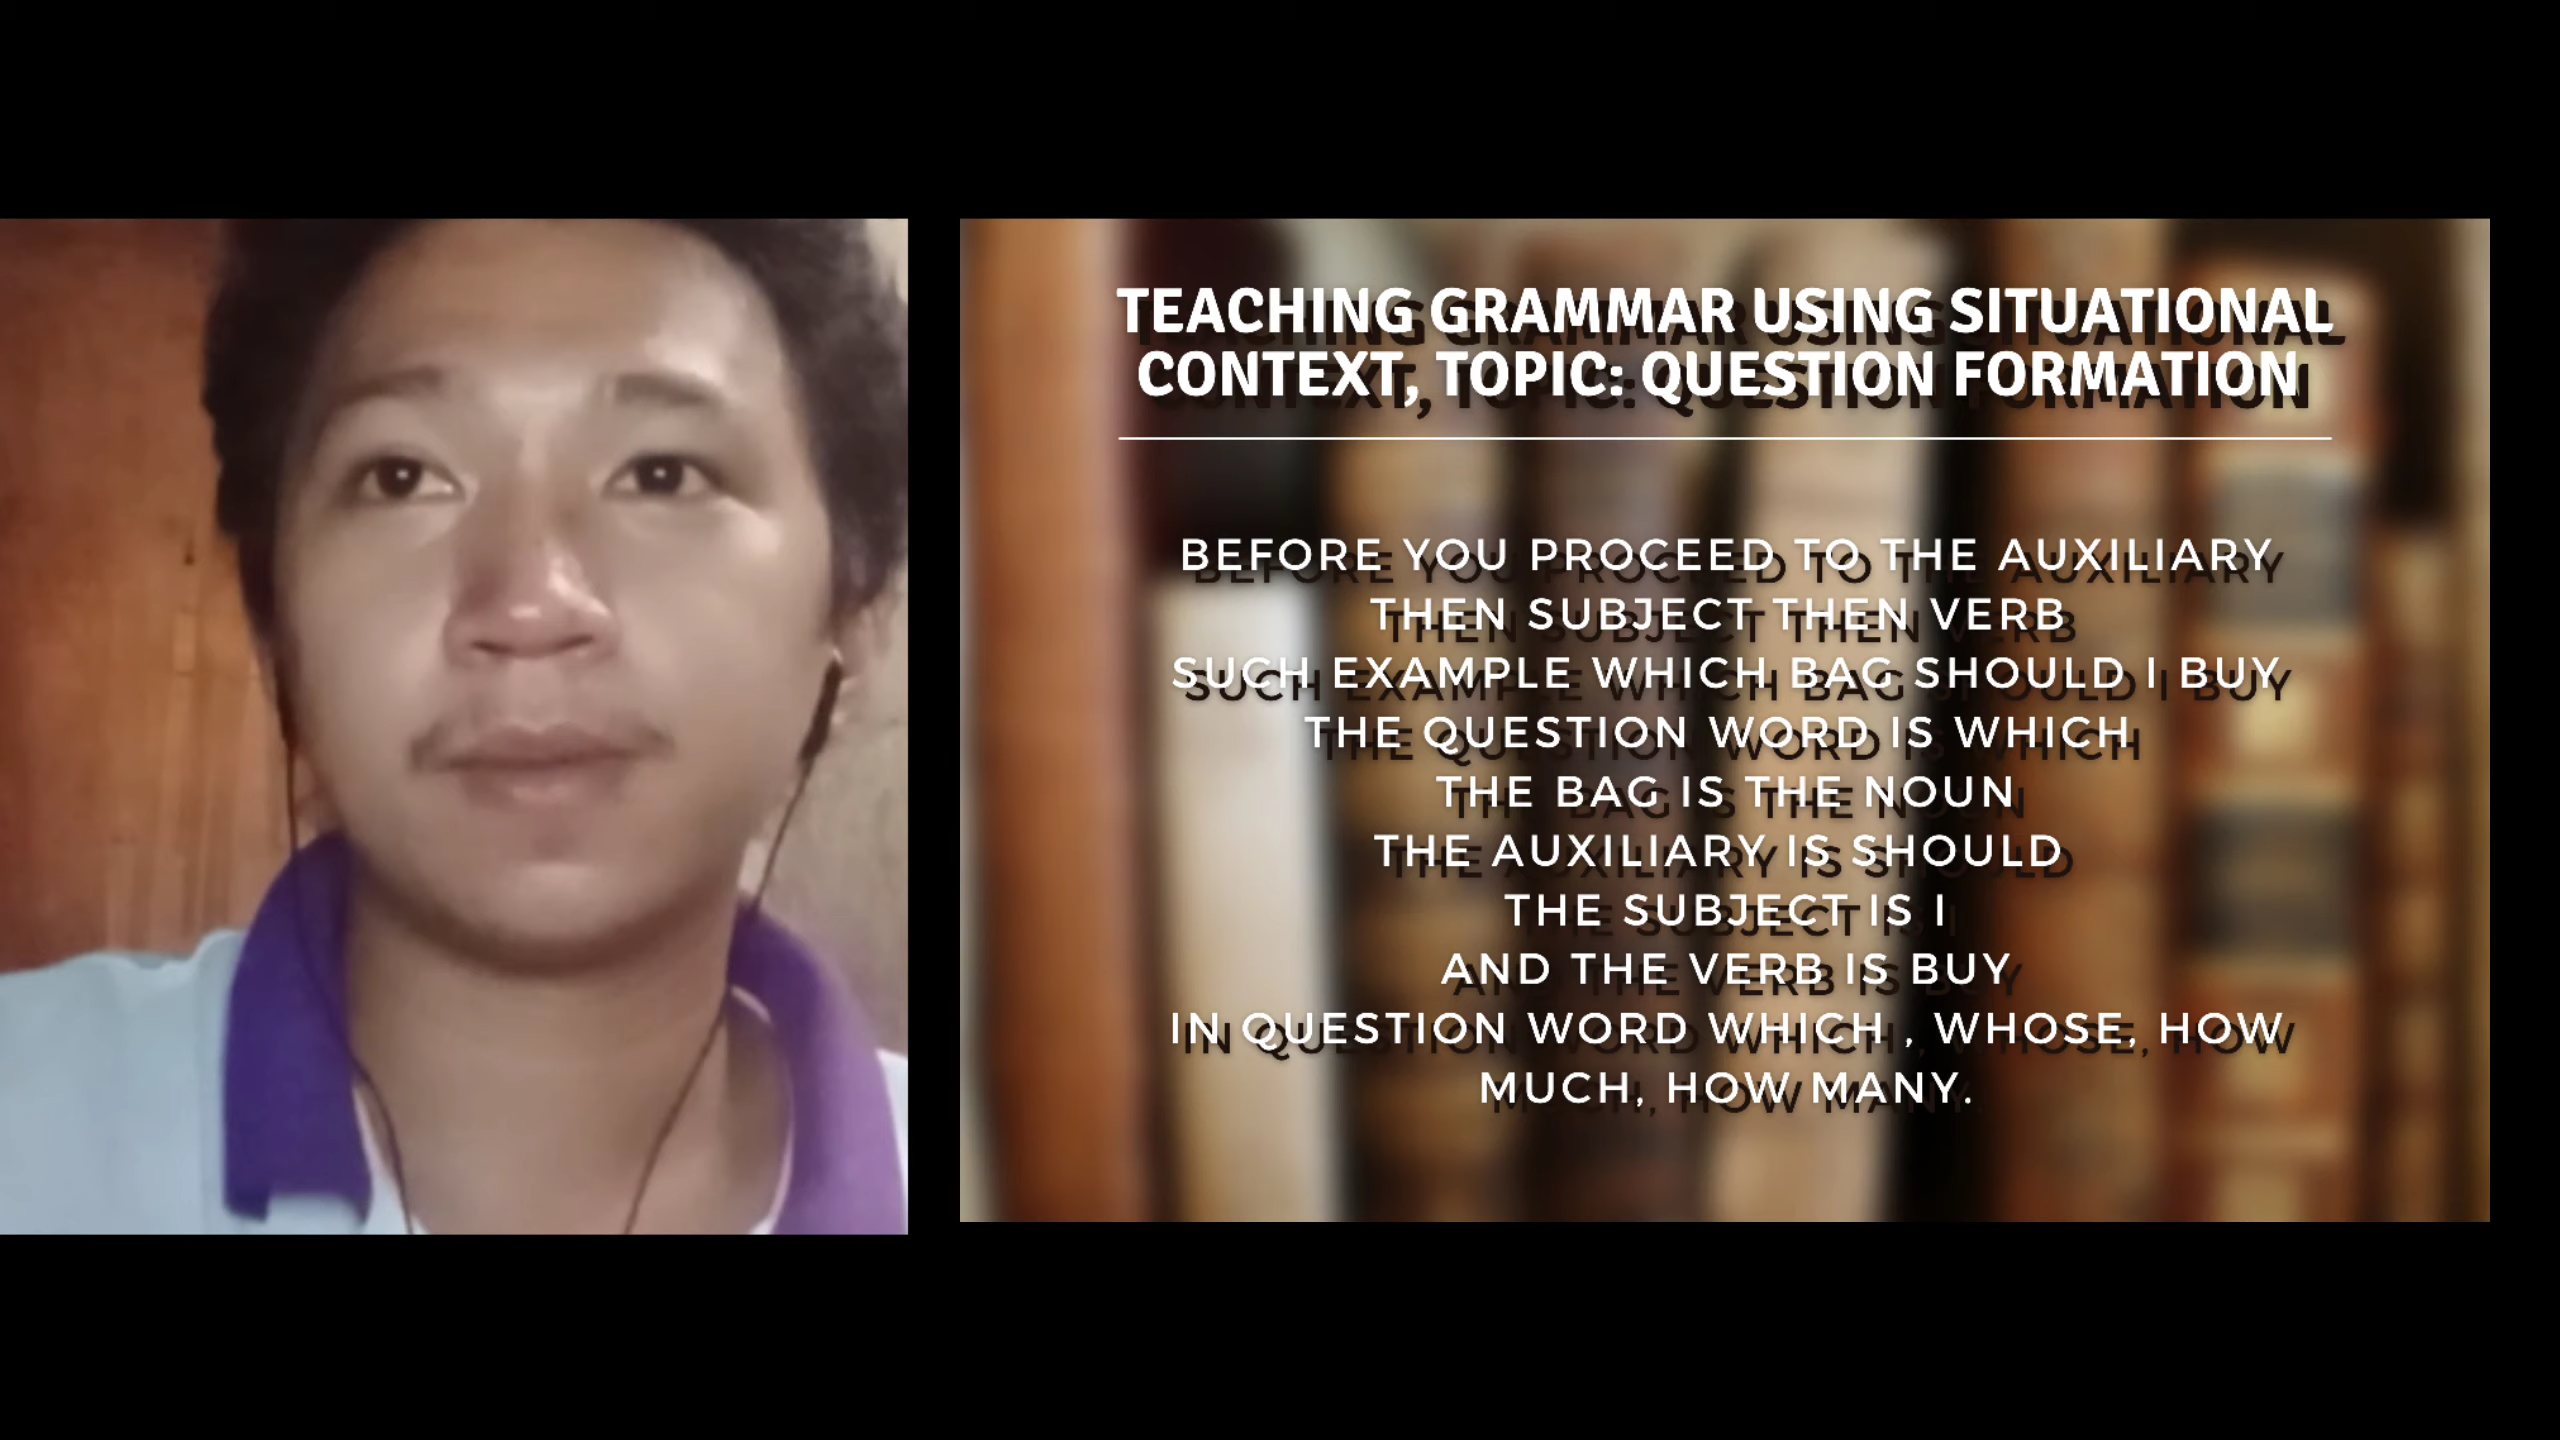 TEACHING GRAMMAR USING SITUATIONAL
CONTEXT, TOPIC: QUESTION FORMATION
BEFORE YOU PROCEED TO THE AUXILIARY
THEN SUBJECT THEN VERB
SUCH EXAMPLE WHICH BAG SHOULD I BUY
THE QUESTION WORD IS WHICH
THE BAG IS THE NOUN
THE AUXILIARY IS SHOULD
THE SUBJECT IS I
AND THE VERB IS BUY
IN QUESTION WORD WHICH , WHOSE, HOW
MUCH, HOW MANY.